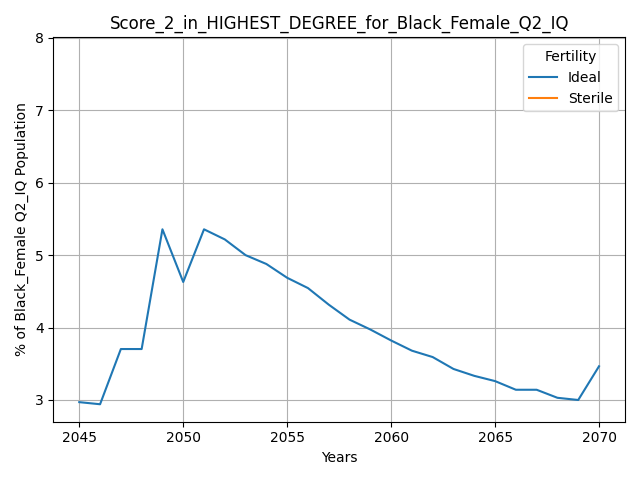 Score_2_in_HIGHEST_DEGREE_for_Black_Female_Q2_IQ
% of Black_Female Q2_IQ Population
8
7
6
5
4
3
Fertility
Ideal
Sterile
2045 2050 2055 2060 2065 2070
Years